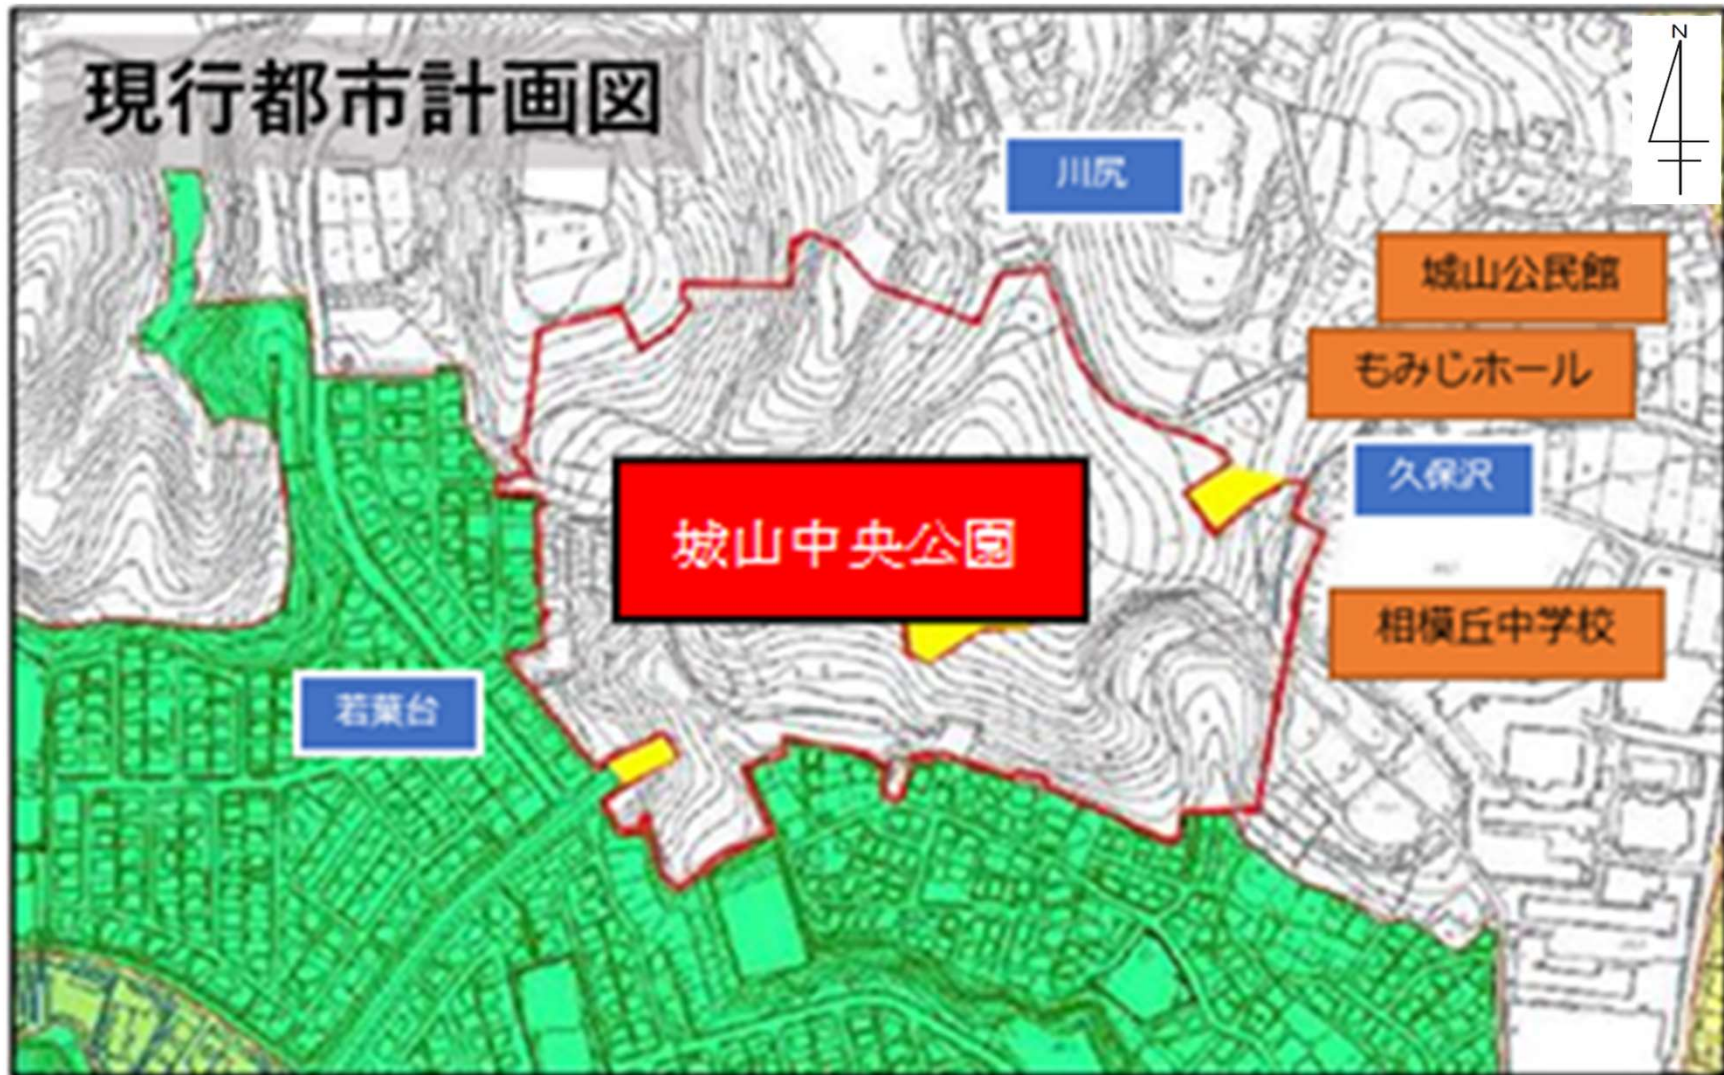 現行都市計画図
N
川尻
城山公民館
もみじホール
久保沢
城山中央公園
相模丘中学校
若葉台